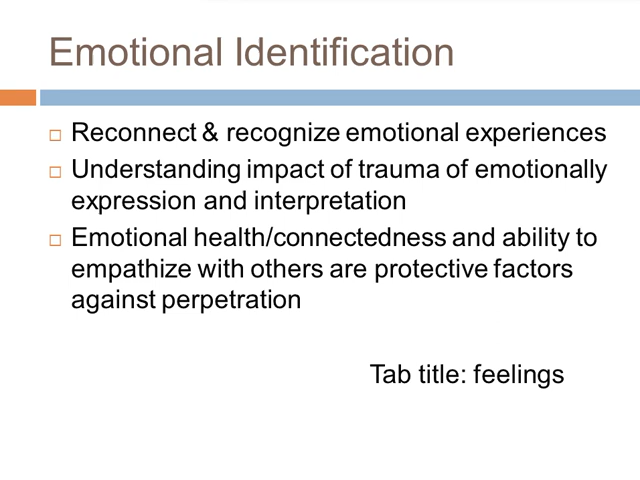 Emotional Identification
Reconnect & recognize emotional experiences
Understanding impact of trauma of emotionally
expression and interpretation
Emotional health/connectedness and ability to
empathize with others are protective factors
against perpetration
Tab title: feelings